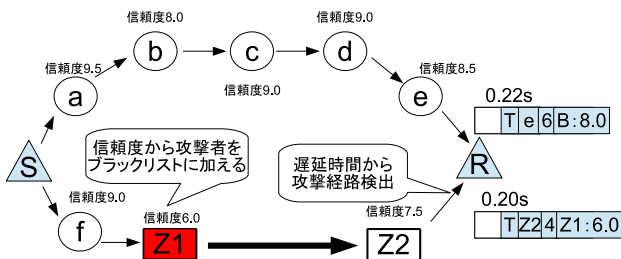 信頼度8.0
信頼度9.0
b
c
d
信頼度9.5
信頼度8.5
a
信頼度9.0
e
0.22s
T e 6 B:8.0
信頼度から攻撃者を
ブラックリストに加える
遅延時間から
攻撃経路検出
S
R
信頼度9.0
0.20s
信頼度6.0
信頼度7.5
T Z2 4 Z1:6.0
f
Z1
Z2